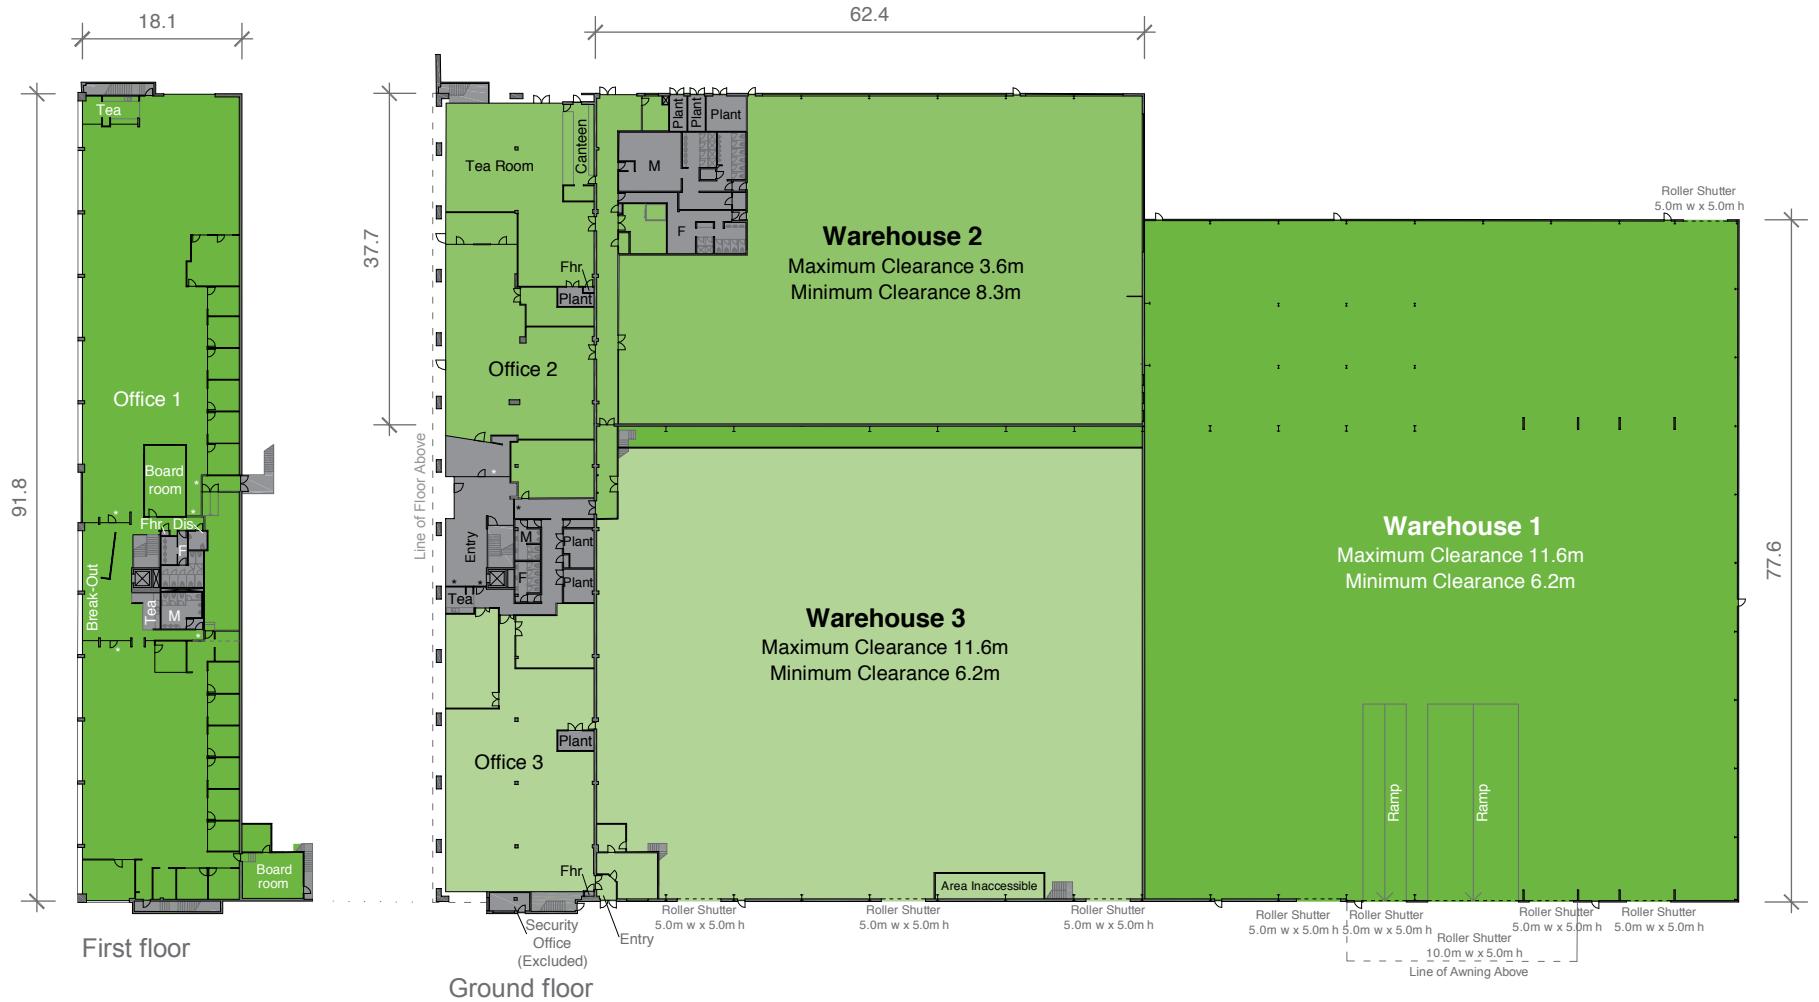 18.1
62.4
37.7
91.8
77.6
Tea
Office 1
Board
room
Fhr
Dis
F
Break-Out
Tea
M
Board
room
First floor
Line of Floor Above
Tea Room
Canteen
Fhr
Plant
Office 2
Entry
M
F
Plant
Plant
Tea
Office 3
Plant
Fhr
Security
Office
(Excluded)
Entry
Ground floor
Plant
Plant
Plant
M
F
Warehouse 2
Maximum Clearance 3.6m
Minimum Clearance 8.3m
Warehouse 3
Maximum Clearance 11.6m
Minimum Clearance 6.2m
Area Inaccessible
Roller Shutter
5.0m w x 5.0m h
Roller Shutter
5.0m w x 5.0m h
Roller Shutter
5.0m w x 5.0m h
Roller Shutter
5.0m w x 5.0m h
Warehouse 1
Maximum Clearance 11.6m
Minimum Clearance 6.2m
Ramp
Ramp
Roller Shutter
5.0m w x 5.0m h
Roller Shutter
5.0m w x 5.0m h
Roller Shutter
10.0m w x 5.0m h
Roller Shutter
5.0m w x 5.0m h
Roller Shutter
5.0m w x 5.0m h
Line of Awning Above